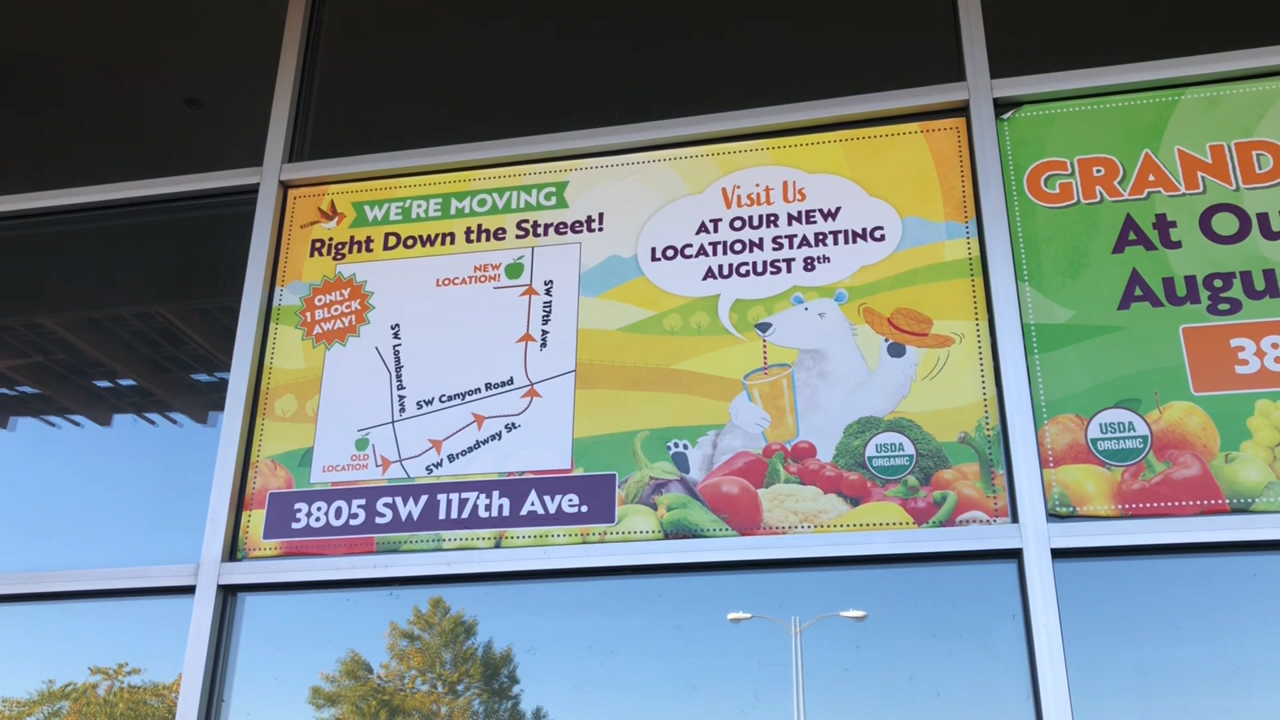 WE'RE MOVING
Right Down the Street!
ONLY
1 BLOCK
AWAY!
NEW
LOCATION!
SW 117th Ave.
SW Lombard Ave.
SW Canyon Road
SW Broadway St.
OLD
LOCATION
3805 SW 117th Ave.
Visit Us
AT OUR NEW
LOCATION STARTING
AUGUST 8th
USDA
ORGANIC
GRAND
At Ou
Augu
38
USDA
ORGANIC